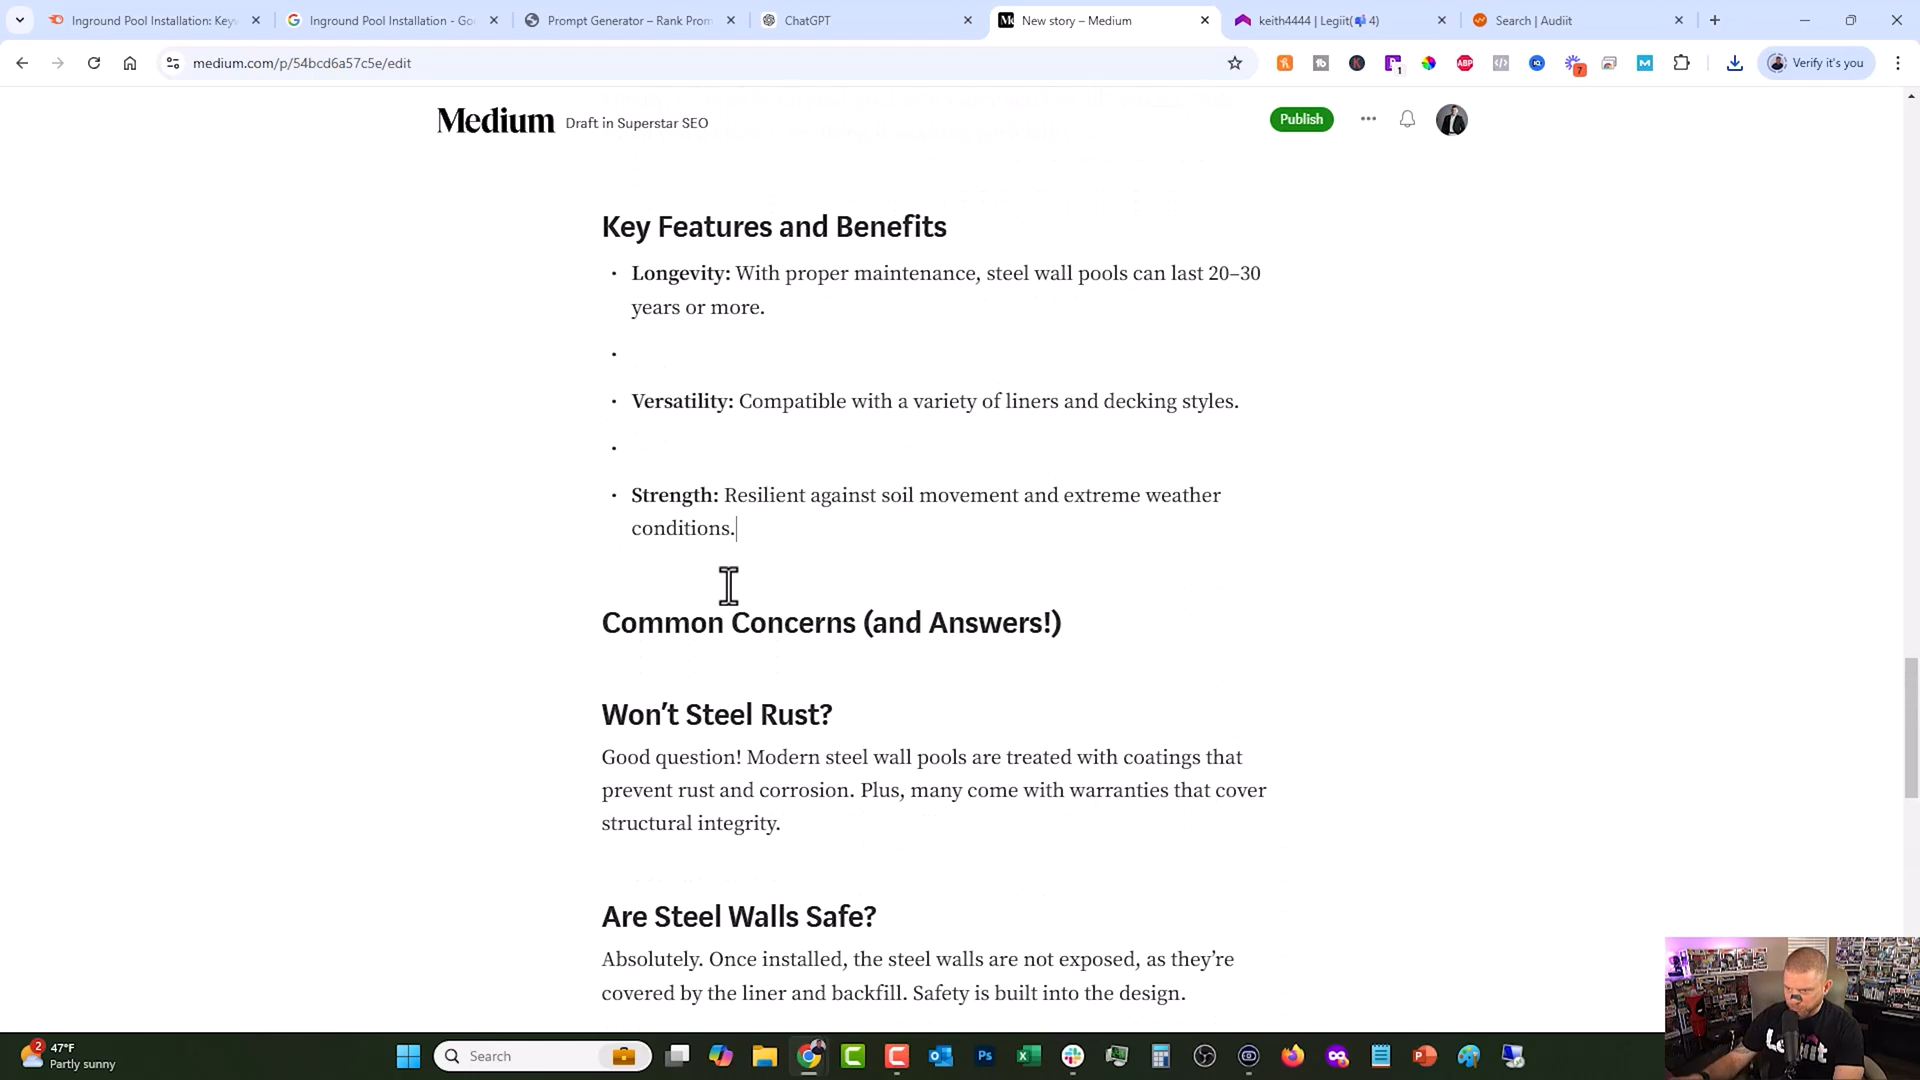 Inground Pool Installation: Key
Inground Pool Installation - Go
Prompt Generator – Rank Prom
ChatGPT
New story – Medium
keith4444 | Legiit(📬 4)
Search | Audiit
medium.com/p/54bcd6a57c5e/edit
Verify it's you
Medium
Draft in Superstar SEO
Publish
Key Features and Benefits
• Longevity: With proper maintenance, steel wall pools can last 20–30
years or more.
•
• Versatility: Compatible with a variety of liners and decking styles.
•
• Strength: Resilient against soil movement and extreme weather
conditions.
Common Concerns (and Answers!)
Won’t Steel Rust?
Good question! Modern steel wall pools are treated with coatings that
prevent rust and corrosion. Plus, many come with warranties that cover
structural integrity.
Are Steel Walls Safe?
Absolutely. Once installed, the steel walls are not exposed, as they’re
covered by the liner and backfill. Safety is built into the design.
Legiit
2
47°F
Partly sunny
Search